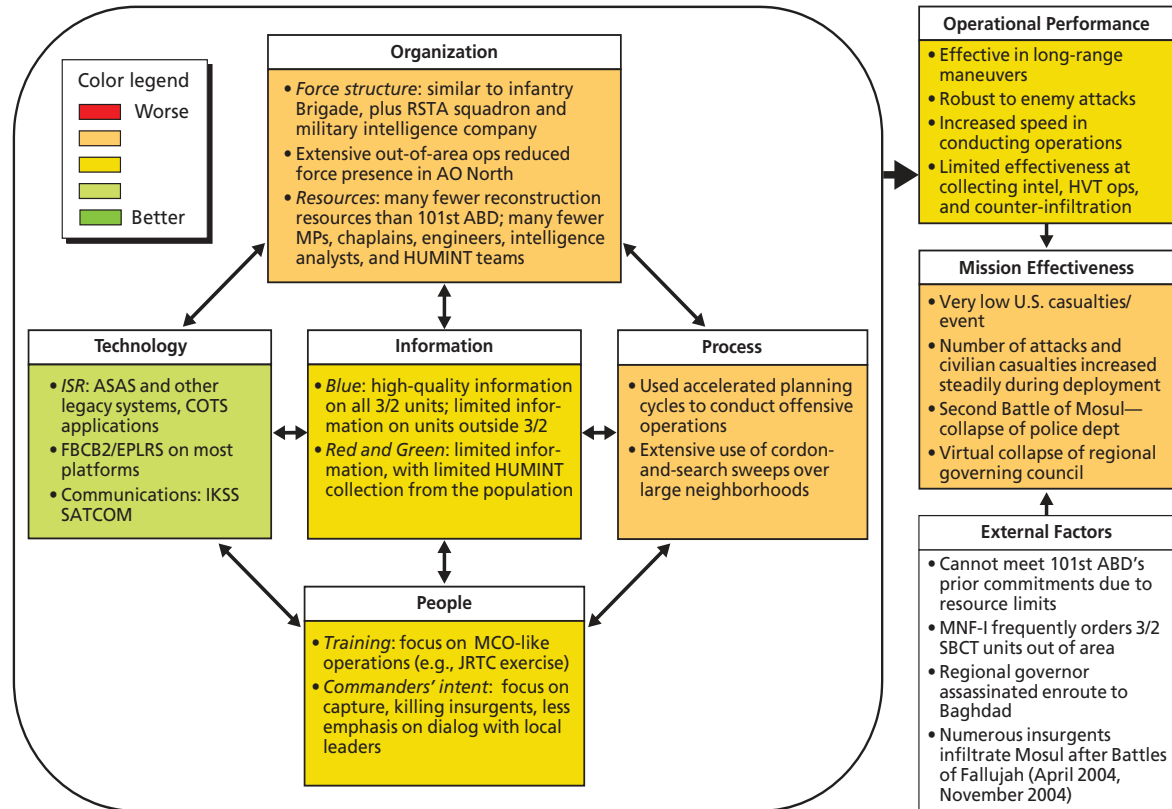 Color legend
Worse
Better
Organization
• Force structure: similar to infantry
Brigade, plus RSTA squadron and
military intelligence company
• Extensive out-of-area ops reduced
force presence in AO North
• Resources: many fewer reconstruction
resources than 101st ABD; many fewer
MPs, chaplains, engineers, intelligence
analysts, and HUMINT teams
Technology
• ISR: ASAS and other
legacy systems, COTS
applications
• FBCB2/EPLRS on most
platforms
• Communications: IKSS
SATCOM
Information
• Blue: high-quality information
on all 3/2 units; limited infor-
mation on units outside 3/2
• Red and Green: limited infor-
mation, with limited HUMINT
collection from the population
Process
• Used accelerated planning
cycles to conduct offensive
operations
• Extensive use of cordon-
and-search sweeps over
large neighborhoods
People
• Training: focus on MCO-like
operations (e.g., JRTC exercise)
• Commanders’ intent: focus on
capture, killing insurgents, less
emphasis on dialog with local
leaders
Operational Performance
• Effective in long-range
maneuvers
• Robust to enemy attacks
• Increased speed in
conducting operations
• Limited effectiveness at
collecting intel, HVT ops,
and counter-infiltration
Mission Effectiveness
• Very low U.S. casualties/
event
• Number of attacks and
civilian casualties increased
steadily during deployment
• Second Battle of Mosul—
collapse of police dept
• Virtual collapse of regional
governing council
External Factors
• Cannot meet 101st ABD’s
prior commitments due to
resource limits
• MNF-I frequently orders 3/2
SBCT units out of area
• Regional governor
assassinated enroute to
Baghdad
• Numerous insurgents
infiltrate Mosul after Battles
of Fallujah (April 2004,
November 2004)